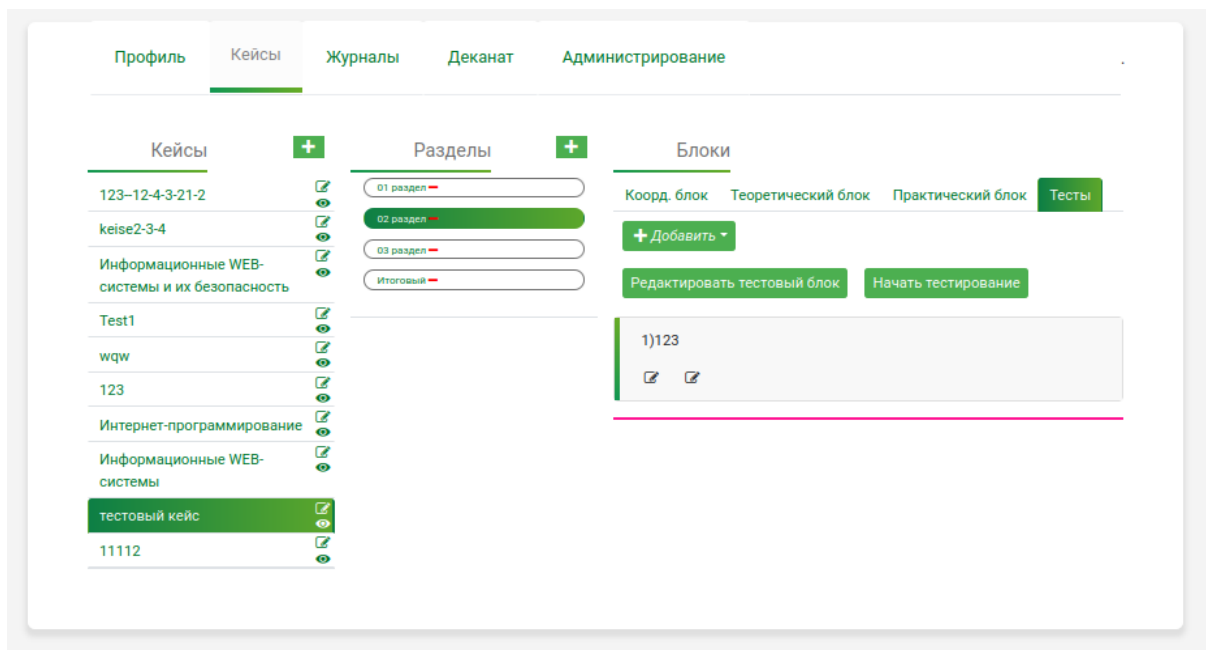 Профиль Кейсы Журналы Деканат Администрирование .
Кейсы
123--12-4-3-21-2
keise2-3-4
Информационные WEB-
системы и их безопасность
Test1
wqw
123
Интернет-программирование
Информационные WEB-
системы
тестовый кейс
11112
Разделы
01 раздел
02 раздел
03 раздел
Итоговый
Блоки
Коорд. блок Теоретический блок Практический блок Тесты
Добавить
Редактировать тестовый блок Начать тестирование
1)123